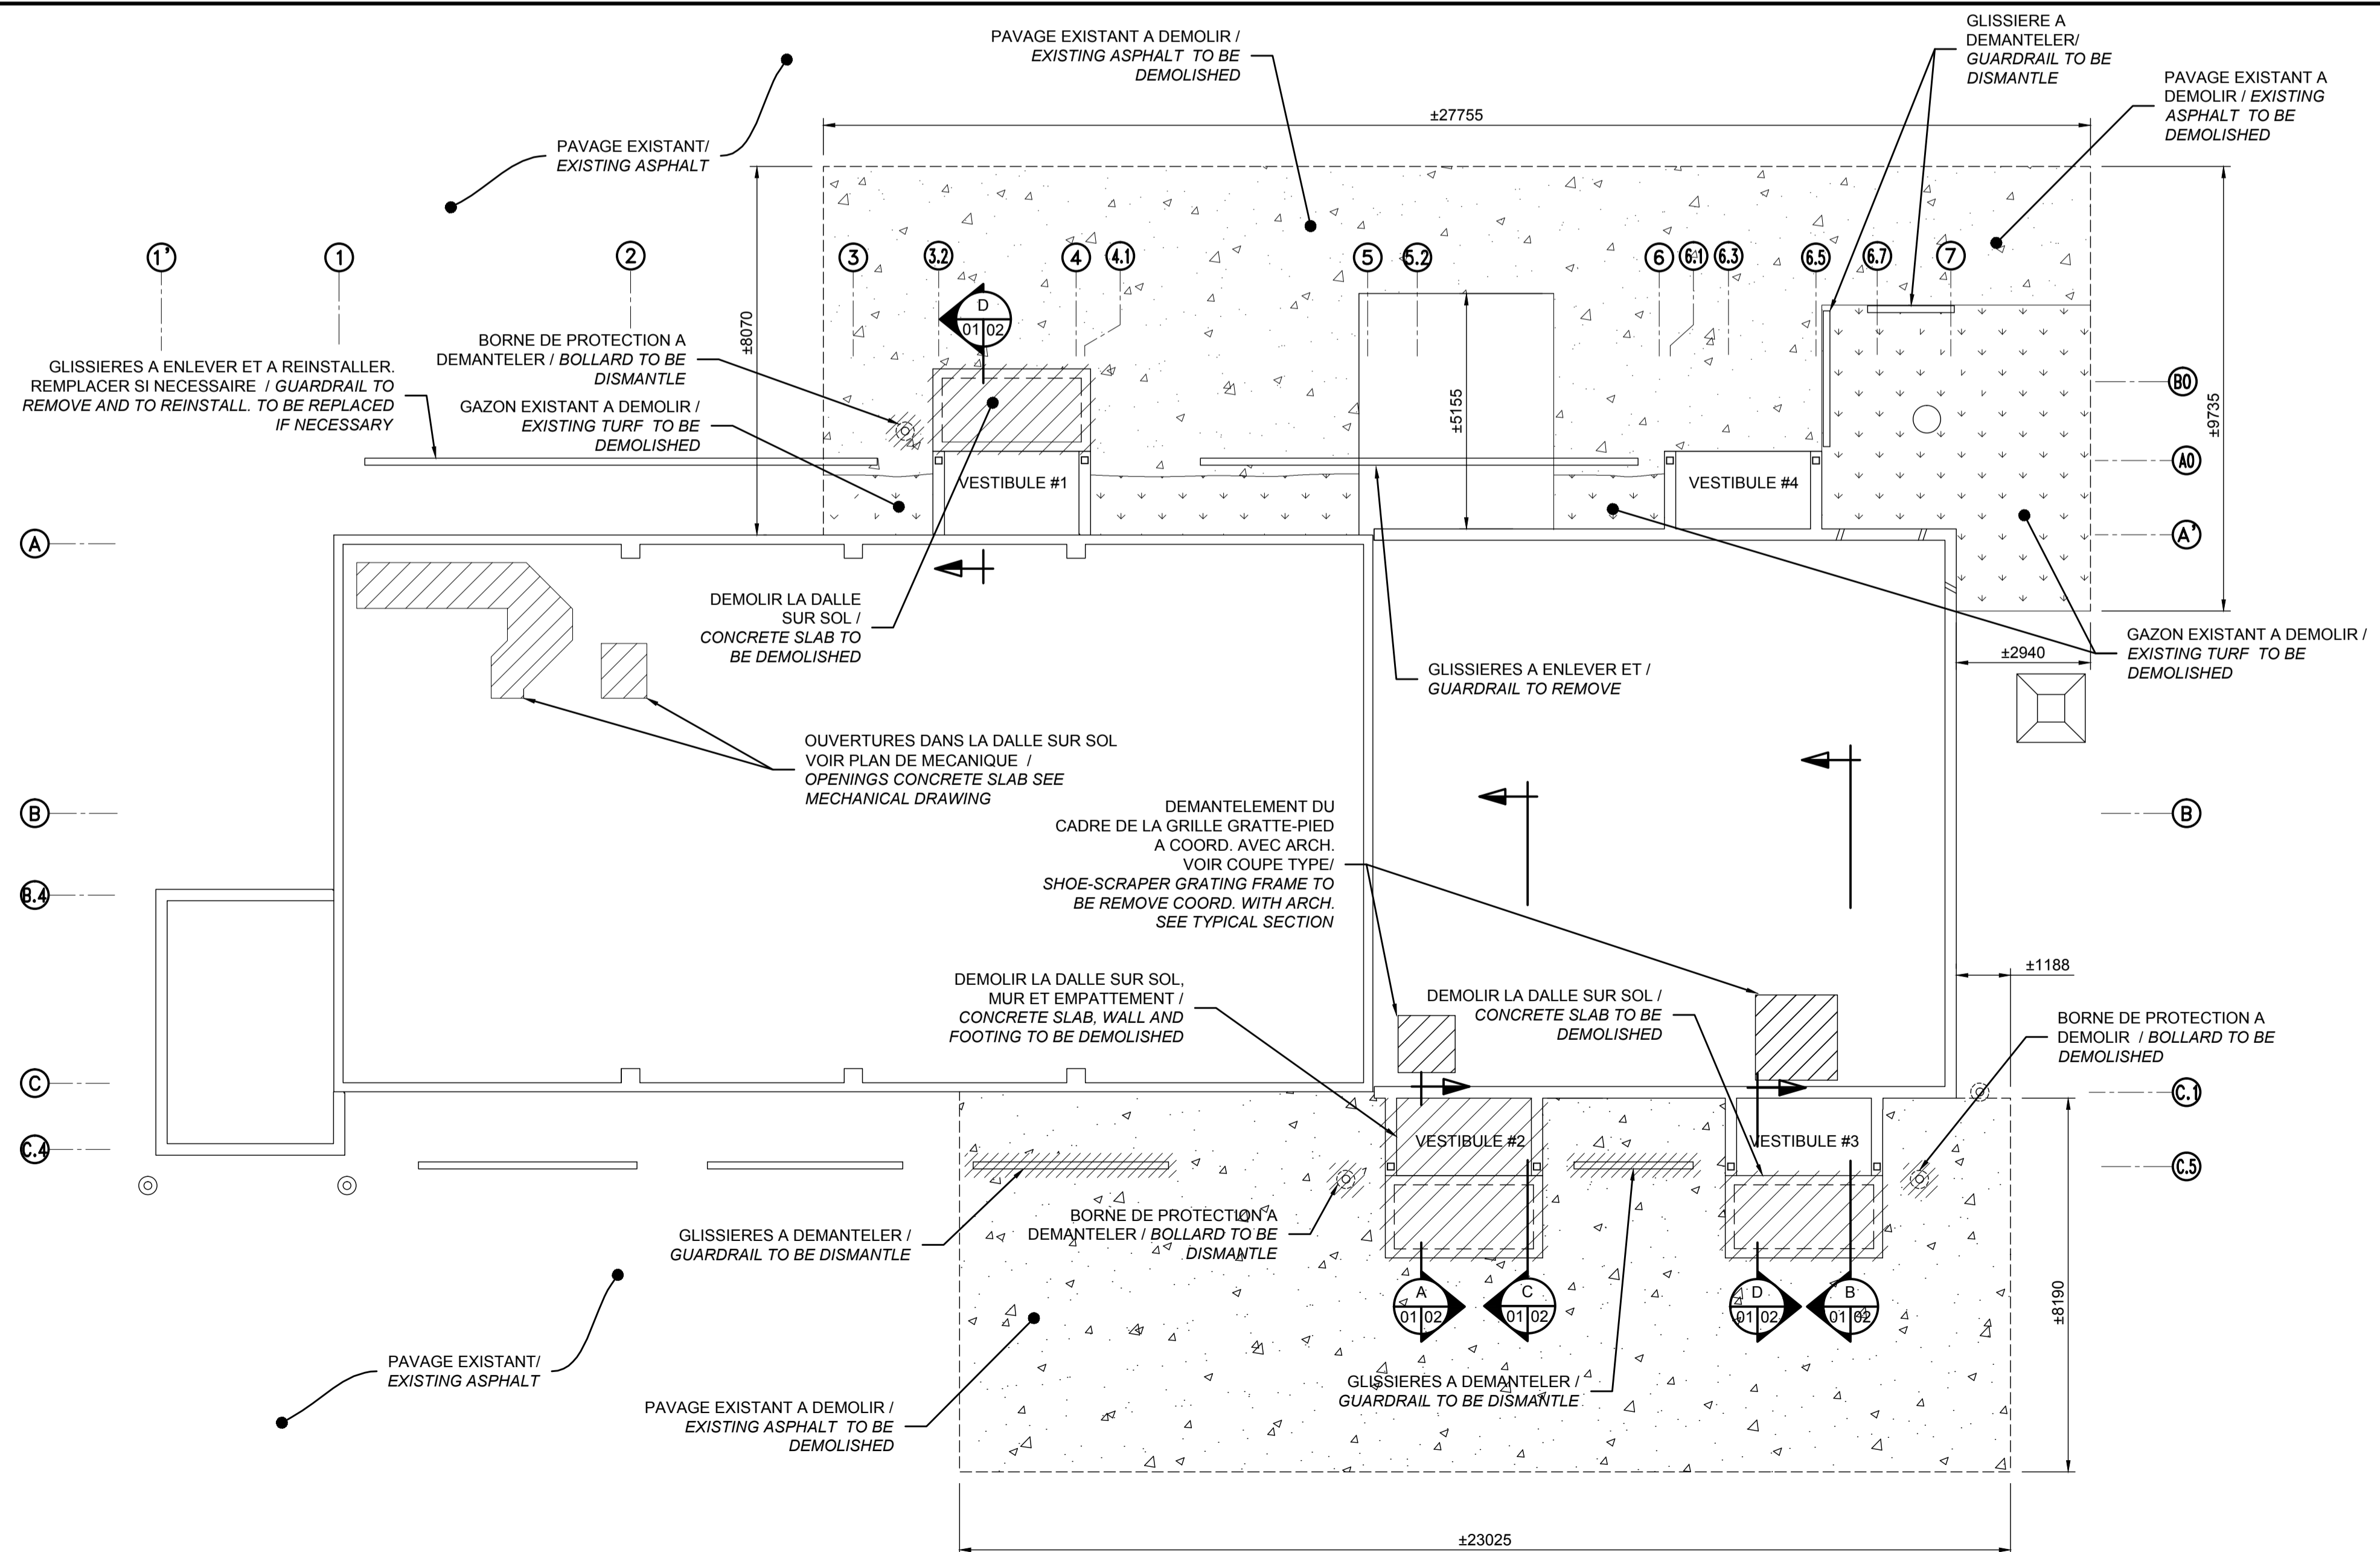 PAVAGE EXISTANT A DEMOLIR /
EXISTING ASPHALT TO BE
DEMOLISHED
GLISSIERE A
DEMANTELER/
GUARDRAIL TO BE
DISMANTLE
PAVAGE EXISTANT A
DEMOLIR / EXISTING
ASPHALT TO BE
DEMOLISHED
±27755
PAVAGE EXISTANT/
EXISTING ASPHALT
1' 1 2 3 3.2 4 4.1 5 5.2 6 6.1 6.3 6.5 6.7 7
±8070
D
01 02
BORNE DE PROTECTION A
DEMANTELER / BOLLARD TO BE
DISMANTLE
GLISSIERES A ENLEVER ET A REINSTALLER.
REMPLACER SI NECESSAIRE / GUARDRAIL TO
REMOVE AND TO REINSTALL. TO BE REPLACED
IF NECESSARY
GAZON EXISTANT A DEMOLIR /
EXISTING TURF TO BE
DEMOLISHED
±5155
±9735
B0
A0
VESTIBULE #1
VESTIBULE #4
A
A'
DEMOLIR LA DALLE
SUR SOL /
CONCRETE SLAB TO
BE DEMOLISHED
GLISSIERES A ENLEVER ET /
GUARDRAIL TO REMOVE
±2940
GAZON EXISTANT A DEMOLIR /
EXISTING TURF TO BE
DEMOLISHED
OUVERTURES DANS LA DALLE SUR SOL
VOIR PLAN DE MECANIQUE /
OPENINGS CONCRETE SLAB SEE
MECHANICAL DRAWING
B
B
DEMANTELEMENT DU
CADRE DE LA GRILLE GRATTE-PIED
A COORD. AVEC ARCH.
VOIR COUPE TYPE/
SHOE-SCRAPER GRATING FRAME TO
BE REMOVE COORD. WITH ARCH.
SEE TYPICAL SECTION
B.4
DEMOLIR LA DALLE SUR SOL,
MUR ET EMPATTEMENT /
CONCRETE SLAB, WALL AND
FOOTING TO BE DEMOLISHED
DEMOLIR LA DALLE SUR SOL /
CONCRETE SLAB TO BE
DEMOLISHED
±1188
BORNE DE PROTECTION A
DEMOLIR / BOLLARD TO BE
DEMOLISHED
C
C.1
C.4
VESTIBULE #2
VESTIBULE #3
C.5
GLISSIERES A DEMANTELER /
GUARDRAIL TO BE DISMANTLE
BORNE DE PROTECTION A
DEMANTELER / BOLLARD TO BE
DISMANTLE
A
01 02
C
01 02
D
01 02
B
01 02
±8190
PAVAGE EXISTANT/
EXISTING ASPHALT
GLISSIERES A DEMANTELER /
GUARDRAIL TO BE DISMANTLE
PAVAGE EXISTANT A DEMOLIR /
EXISTING ASPHALT TO BE
DEMOLISHED
±23025